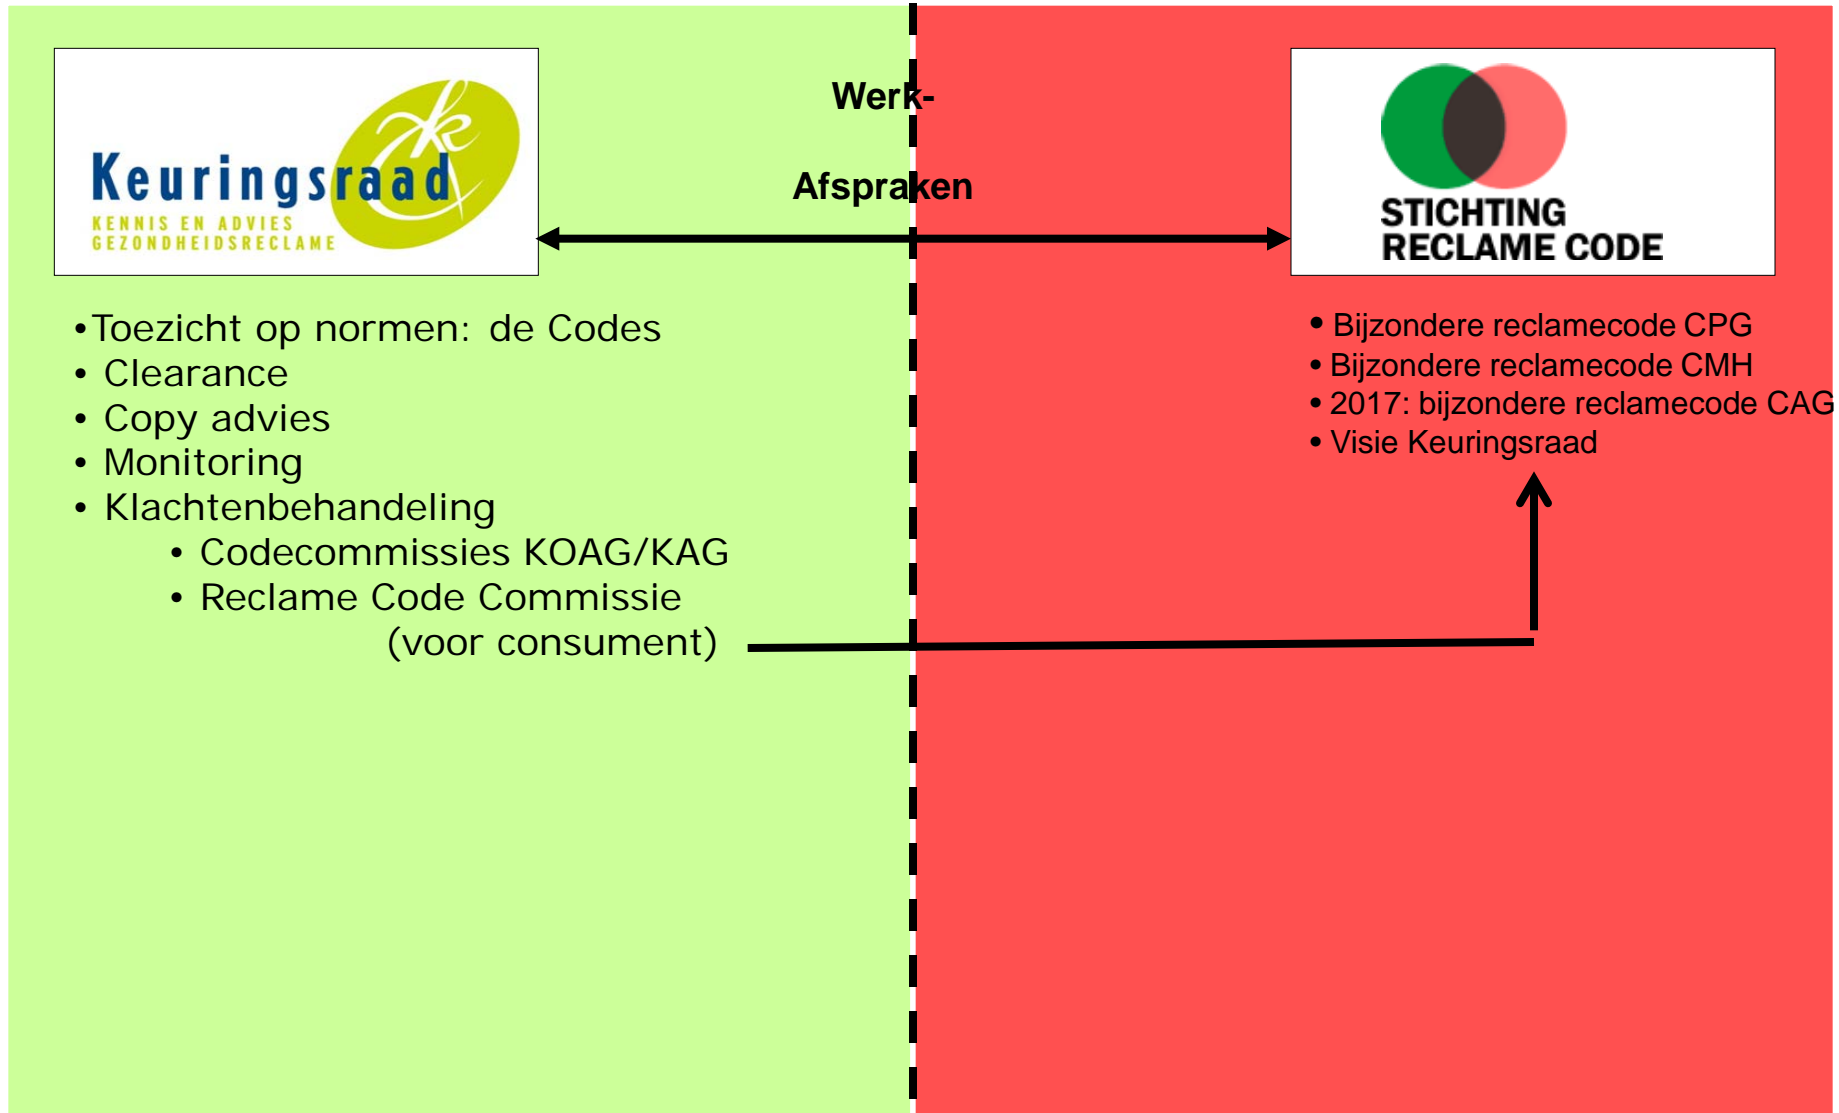 Keuringsraad
KENNIS EN ADVIES
GEZONDHEIDSRECLAME
Werk-
Afspraken
STICHTING
RECLAME CODE
•Toezicht op normen: de Codes
• Clearance
• Copy advies
• Monitoring
• Klachtenbehandeling
• Codecommissies KOAG/KAG
• Reclame Code Commissie
(voor consument)
• Bijzondere reclamecode CPG
• Bijzondere reclamecode CMH
• 2017: bijzondere reclamecode CAG
• Visie Keuringsraad